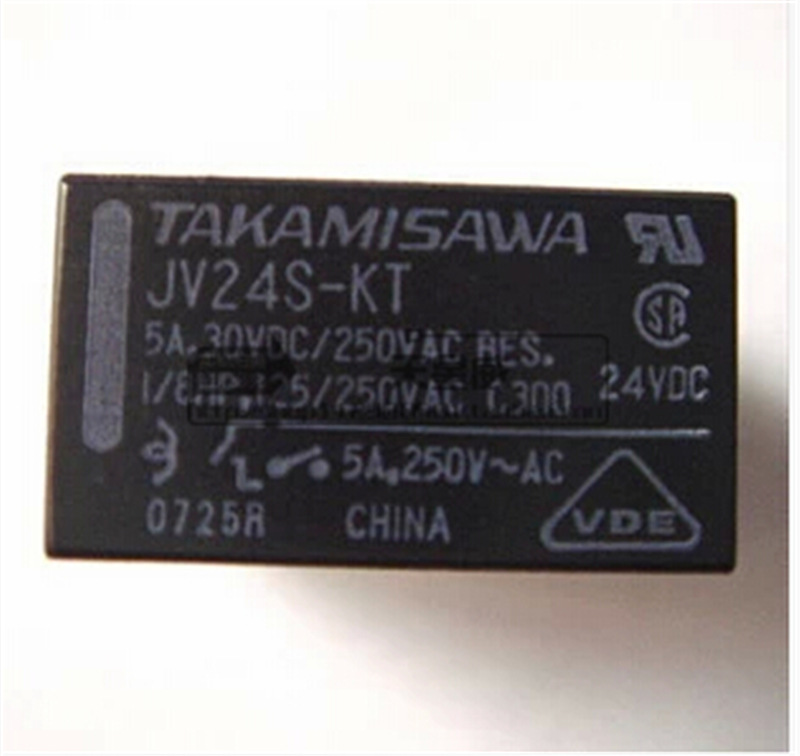 TAKAMISAWA
JV24S-KT
5A.30VDC/250VAC RES.
1/8HP.125/250VAC C300
24VDC
5A.250V~AC
0725R CHINA
VDE